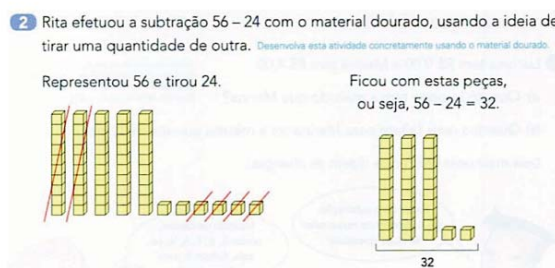 2 Rita efetuou a subtração 56 – 24 com o material dourado, usando a ideia de
tirar uma quantidade de outra. Desenvolva esta atividade concretamente usando o material dourado.
Representou 56 e tirou 24.
Ficou com estas peças,
ou seja, 56 – 24 = 32.
32